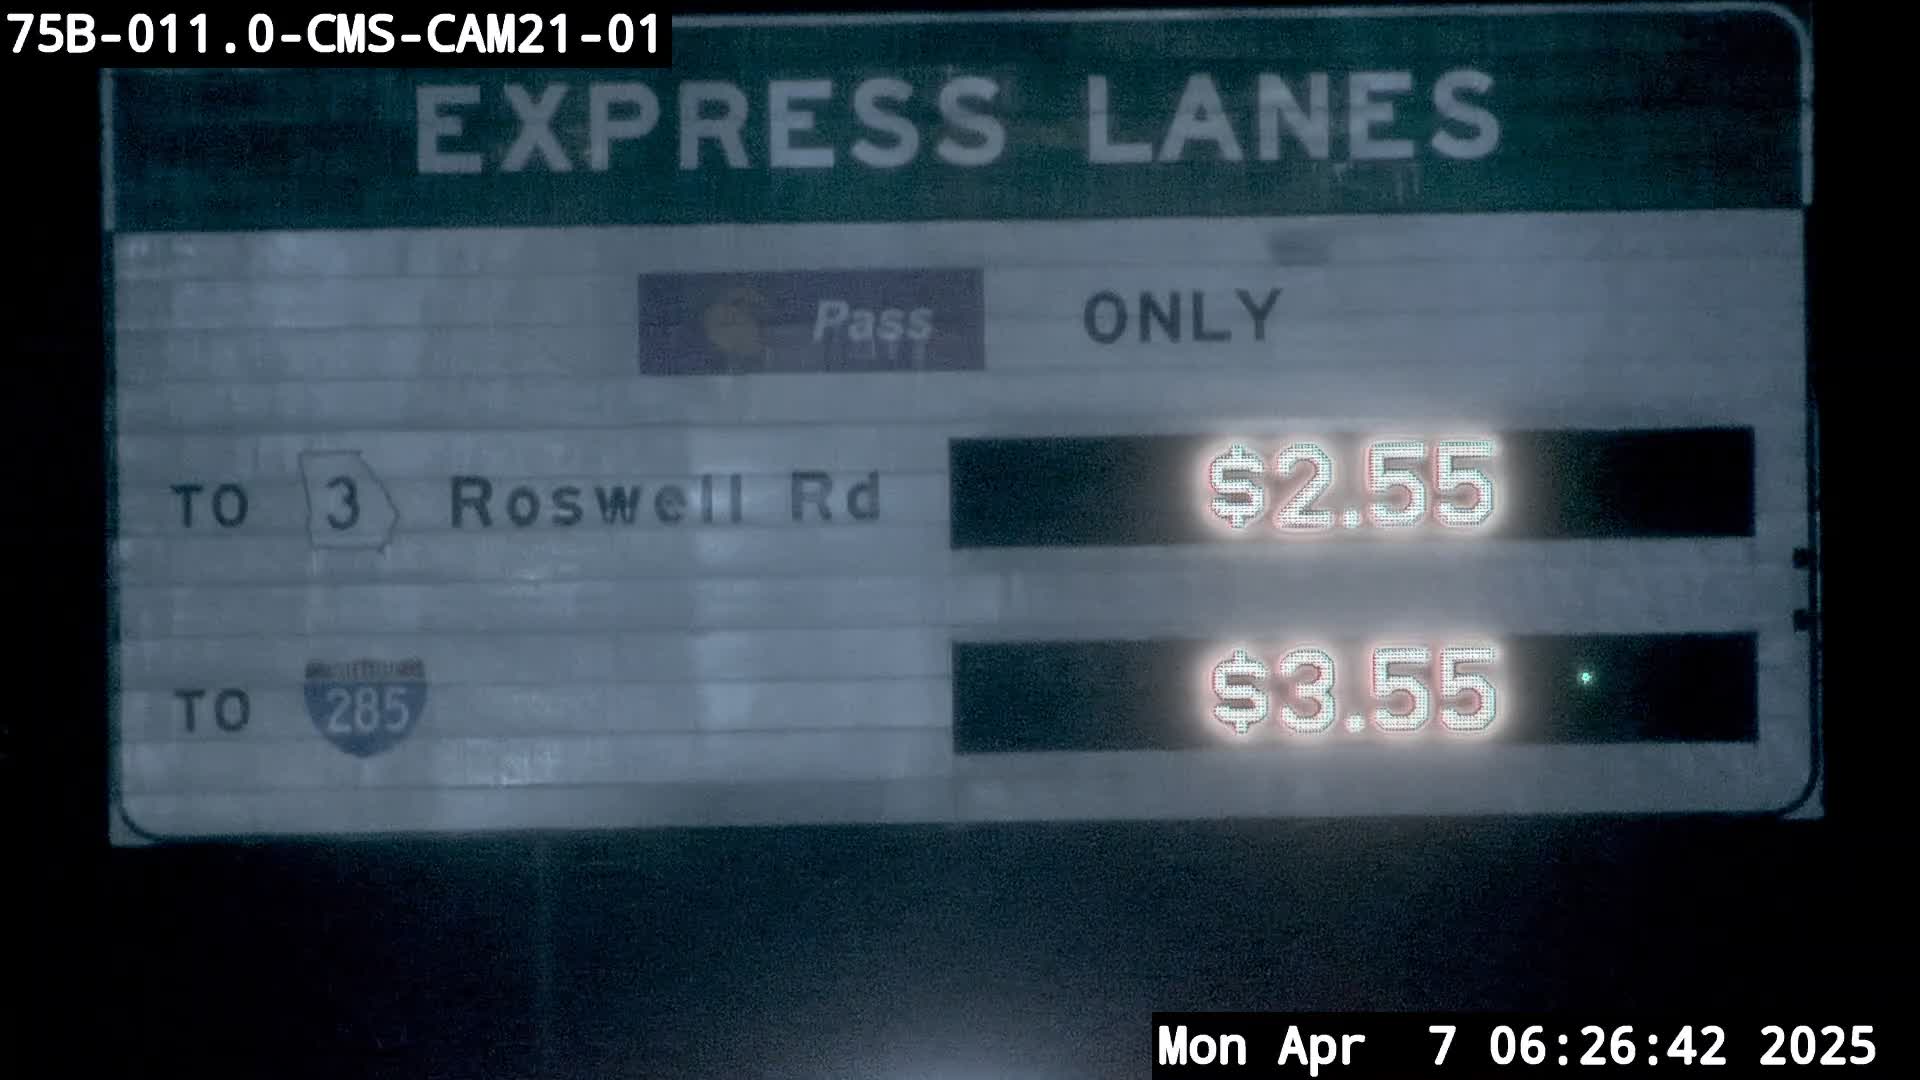 75B-011.0-CMS-CAM21-01
EXPRESS LANES
Pass ONLY
TO 3 Roswell Rd $2.55
TO 285 $3.55
Mon Apr 7 06:26:42 2025